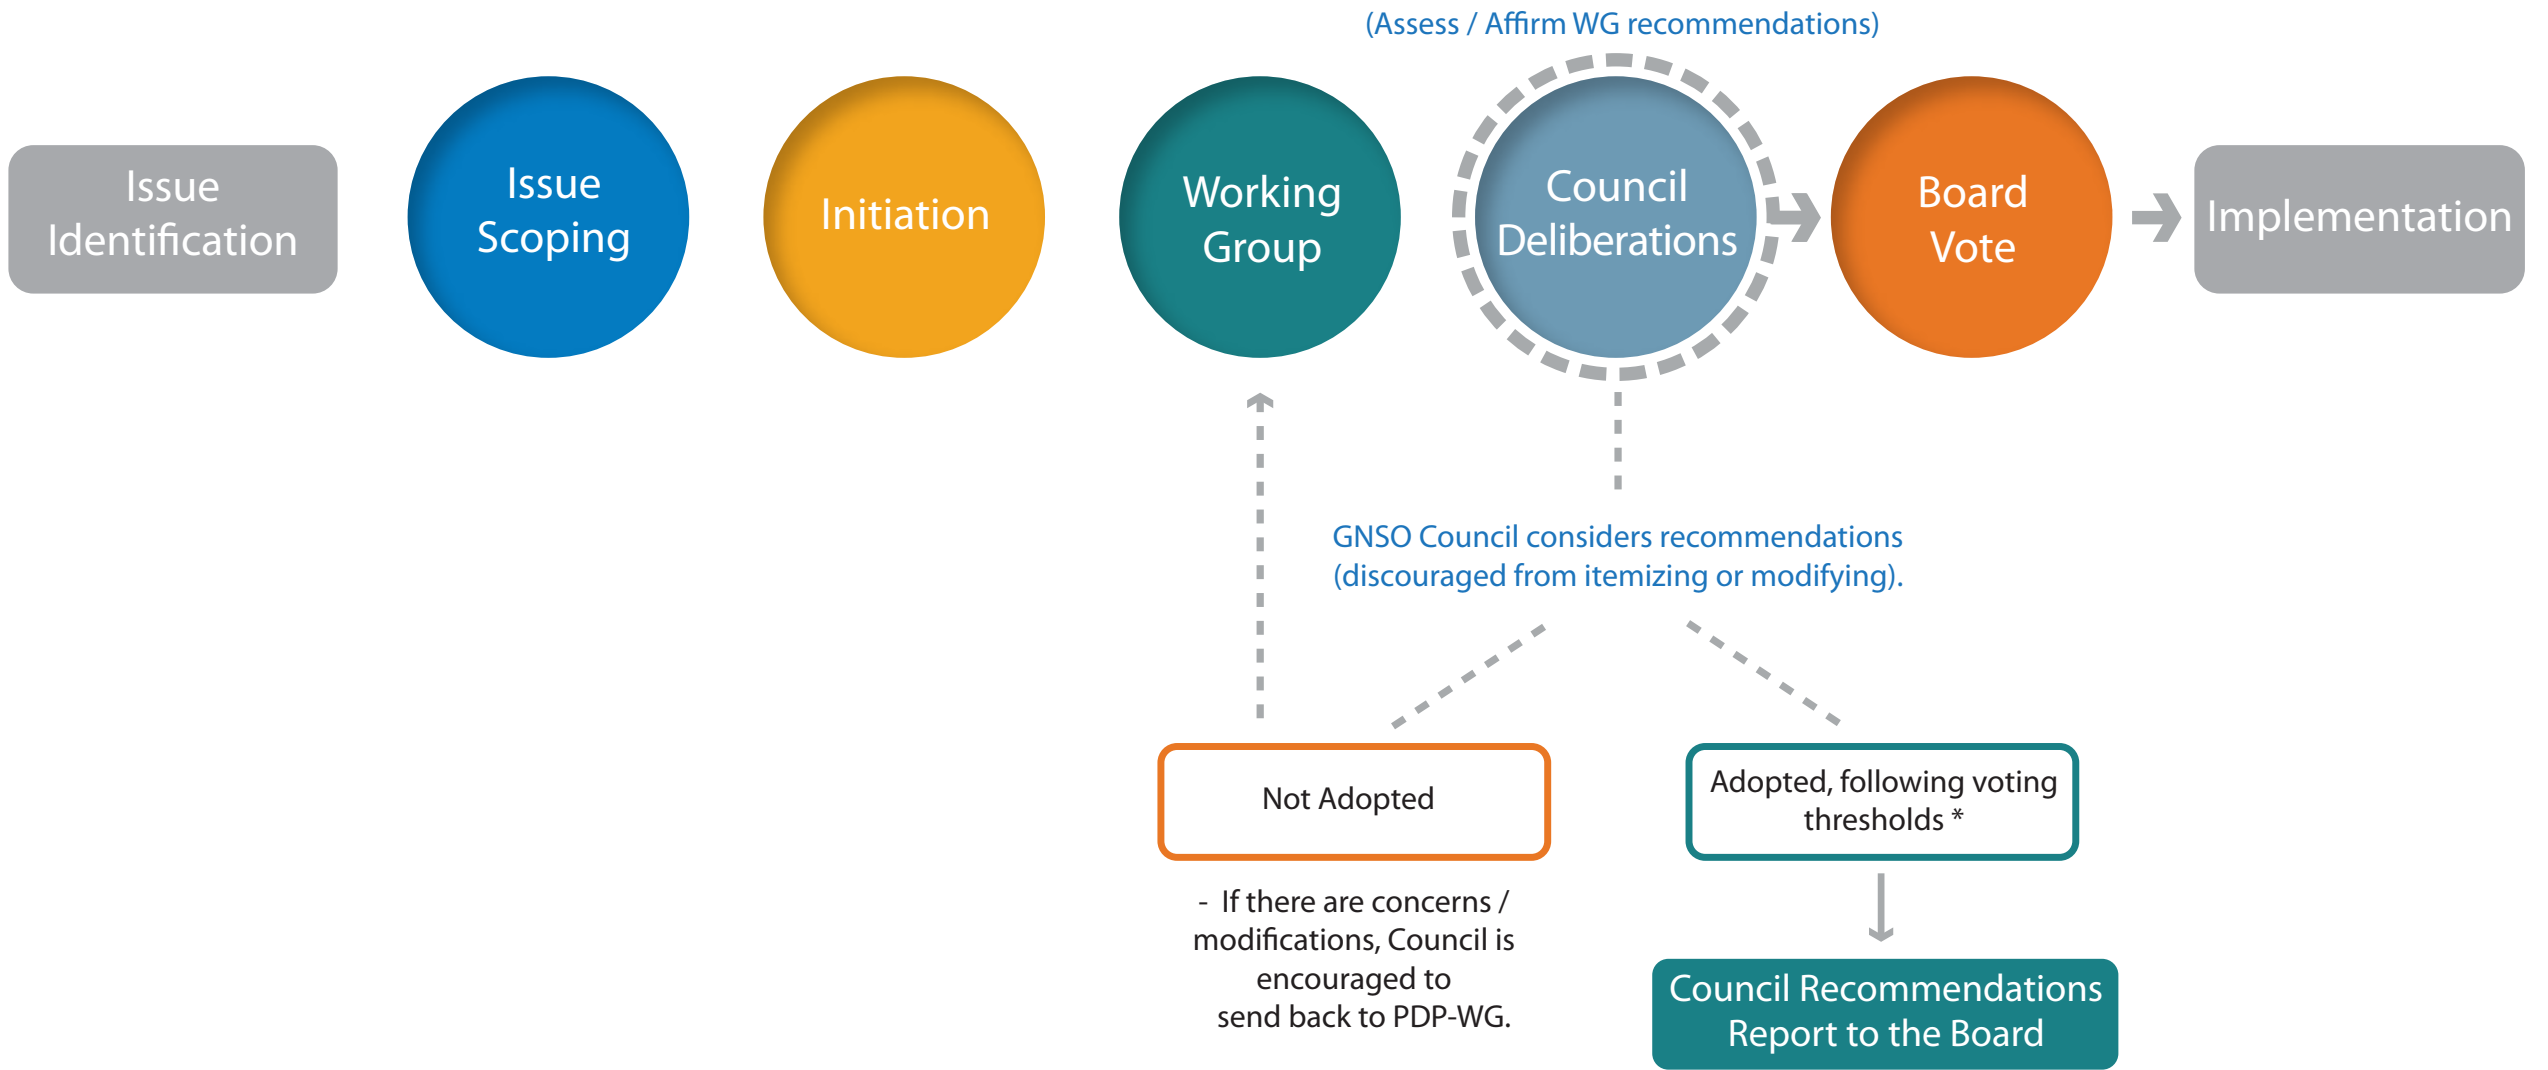 (Assess / Affirm WG recommendations)
Issue
Identification
Issue
Scoping
Initiation
Working
Group
Council
Deliberations
Board
Vote
Implementation
GNSO Council considers recommendations
(discouraged from itemizing or modifying).
Not Adopted
Adopted, following voting
thresholds *
- If there are concerns /
modifications, Council is
encouraged to
send back to PDP-WG.
Council Recommendations
Report to the Board